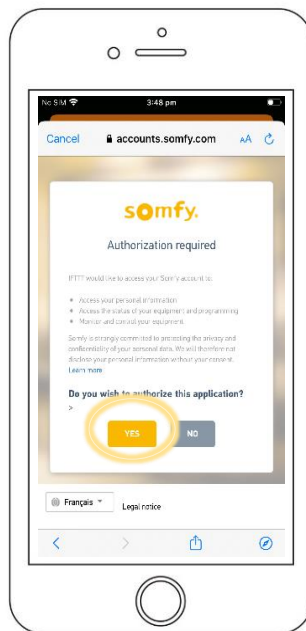 No SIM 3:48 pm
Cancel accounts.somfy.com AA
somfy.
Authorization required
IFTTT would like to access your Somfy account to:
Access your personal information
Access the status of your equipment and programming
Monitor and control your equipment
Somfy is strongly committed to protecting the privacy and
confidentiality of your personal data. We will therefore not
disclose your personal information without your consent.
Learn more
Do you wish to authorize this application?
>
YES NO
Français Legal notice